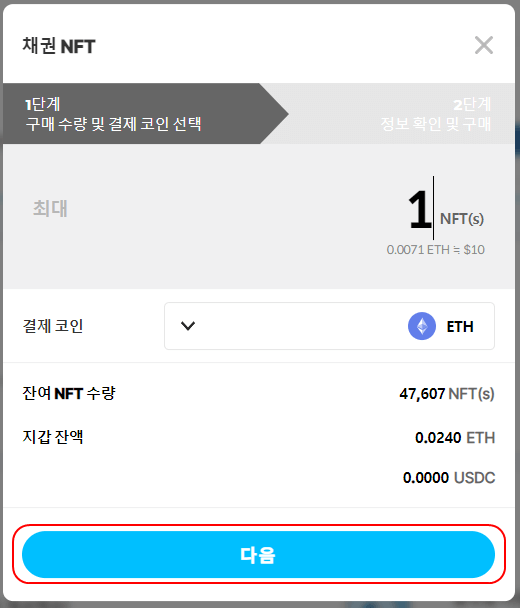 채권 NFT
1단계
구매 수량 및 결제 코인 선택
2단계
정보 확인 및 구매
최대
1 NFT(s)
0.0071 ETH ≒ $10
결제 코인
ETH
잔여 NFT 수량
47,607 NFT(s)
지갑 잔액
0.0240 ETH
0.0000 USDC
다음